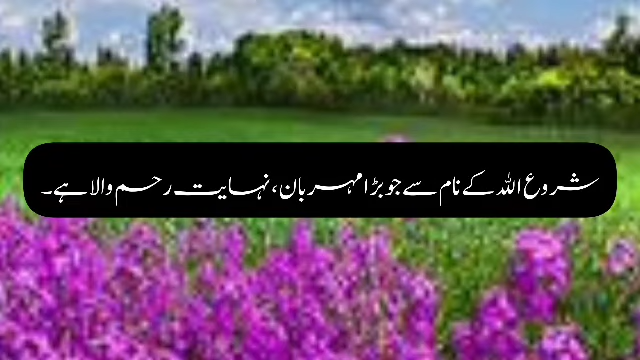 شروع اللہ کے نام سے جو بڑا مہربان، نہایت رحم والا ہے۔